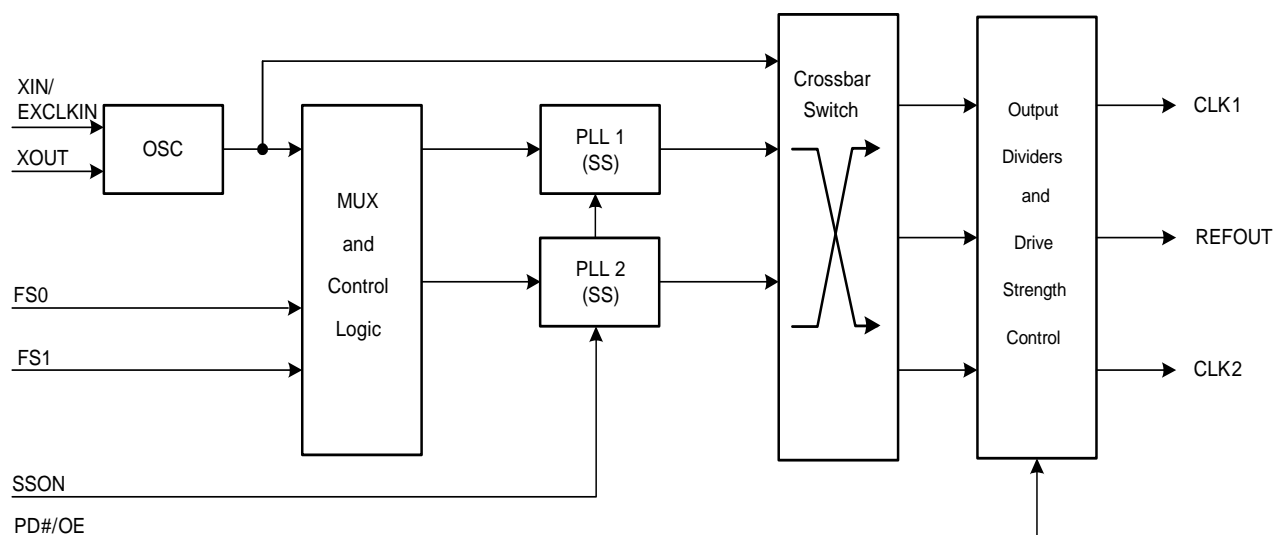 XIN/
EXCLKIN
XOUT
OSC
FS0
FS1
SSON
PD#/OE
MUX
and
Control
Logic
PLL 1
(SS)
PLL 2
(SS)
Crossbar
Switch
Output
Dividers
and
Drive
Strength
Control
CLK1
REFOUT
CLK2